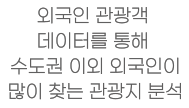 외국인 관광객
데이터를 통해
수도권 이외 외국인이
많이 찾는 관광지 분석